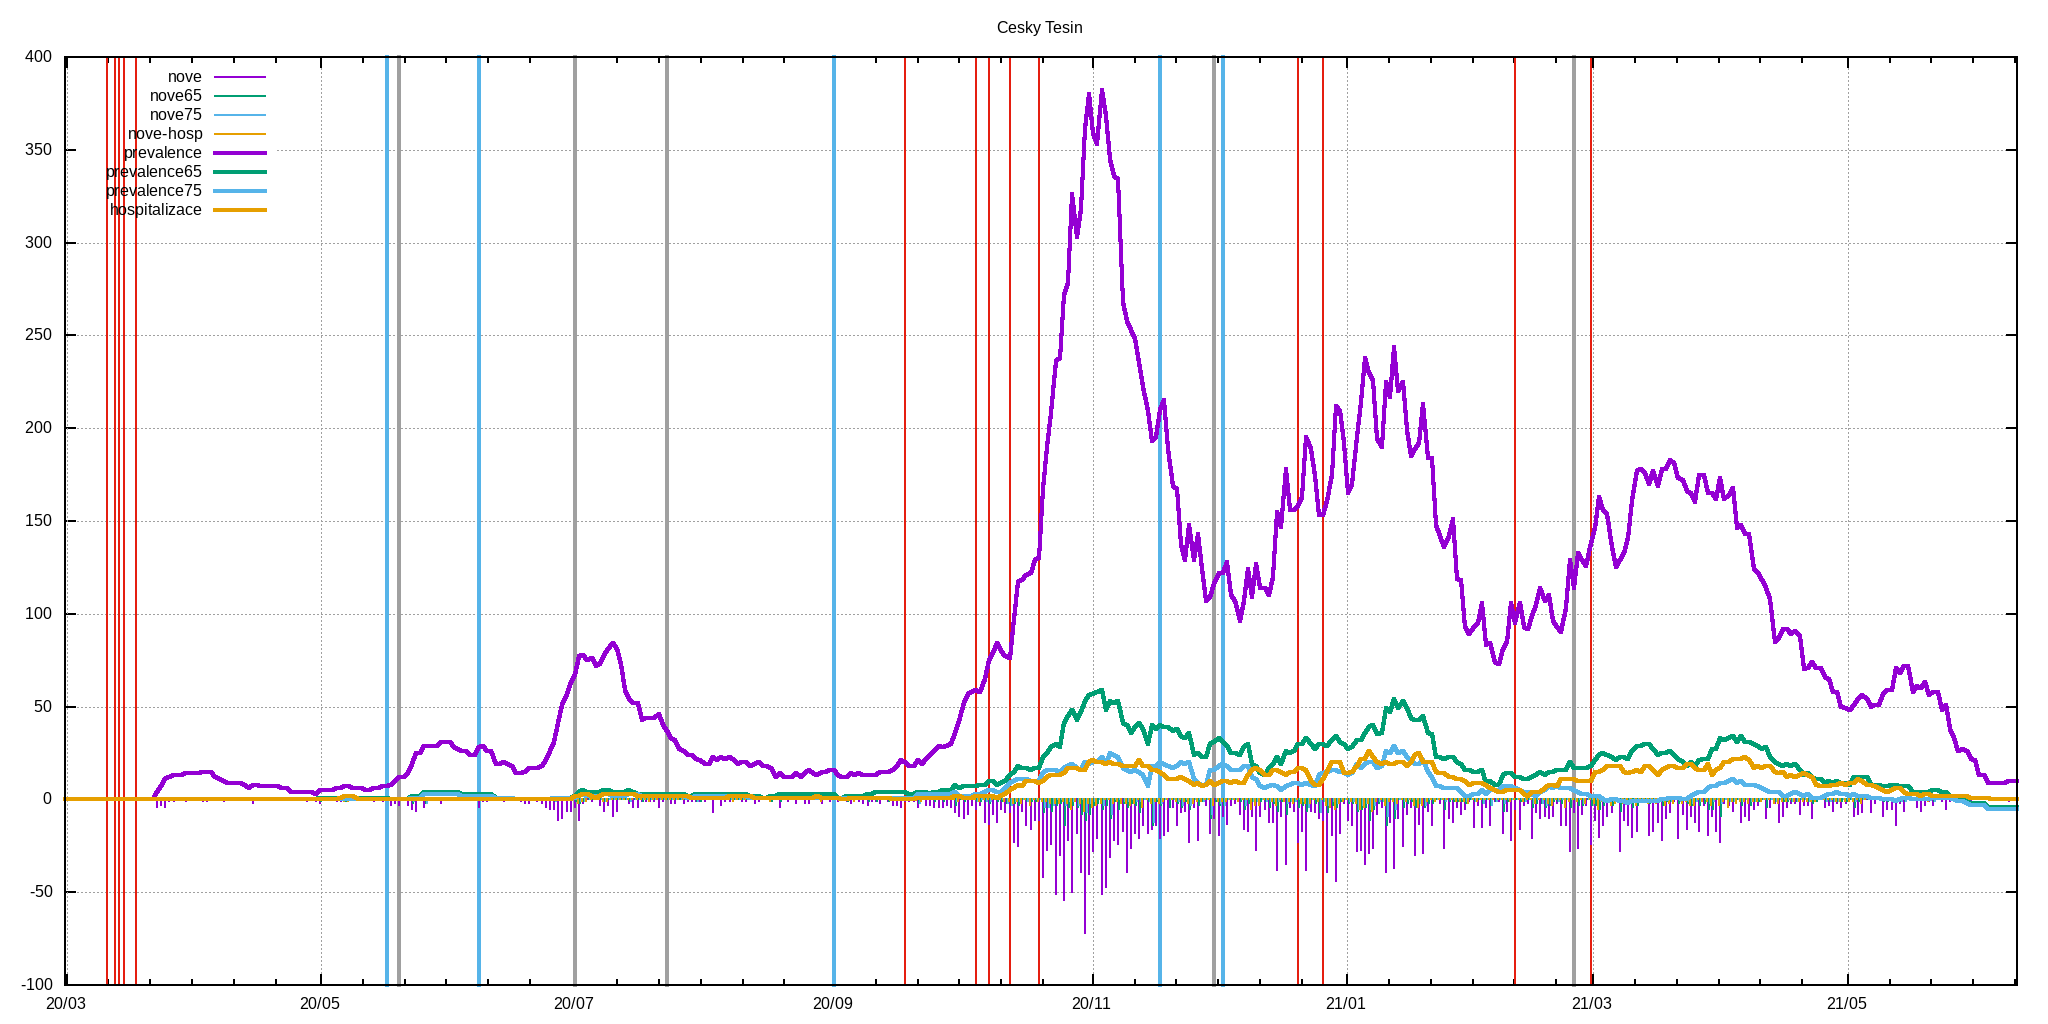 Cesky Tesin
400
350
300
250
200
150
100
50
0
-50
-100
nove
nove65
nove75
nove-hosp
prevalence
prevalence65
prevalence75
hospitalizace
20/03 20/05 20/07 20/09 20/11 21/01 21/03 21/05